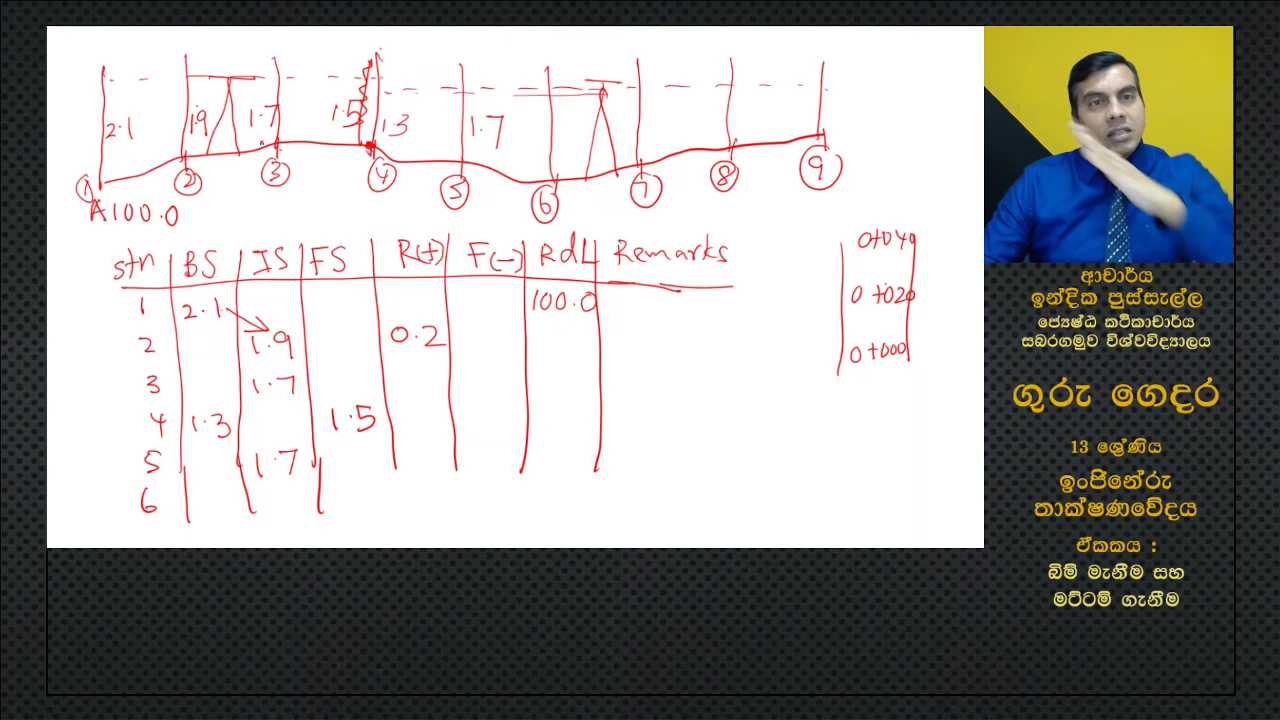 2.1 1.9 1.7 1.5 1.3 1.7
1 2 3 4 5 6 7 8 9
A100.0
stn BS IS FS R(+) F(-) RdL Remarks
1 2.1 100.0
2 1.9 0.2
3 1.7
4 1.3 1.5
5 1.7
6
0+040
0+020
0+000
ආචාර්ය
ඉන්දික පුස්සැල්ල
ජ්‍යෙෂ්ඨ කථිකාචාර්ය
සබරගමුව විශ්වවිද්‍යාලය
ගුරු ගෙදර
13 ශ්‍රේණිය
ඉංජිනේරු
තාක්ෂණවේදය
ඒකකය :
බිම් මැනීම සහ
මට්ටම් ගැනීම